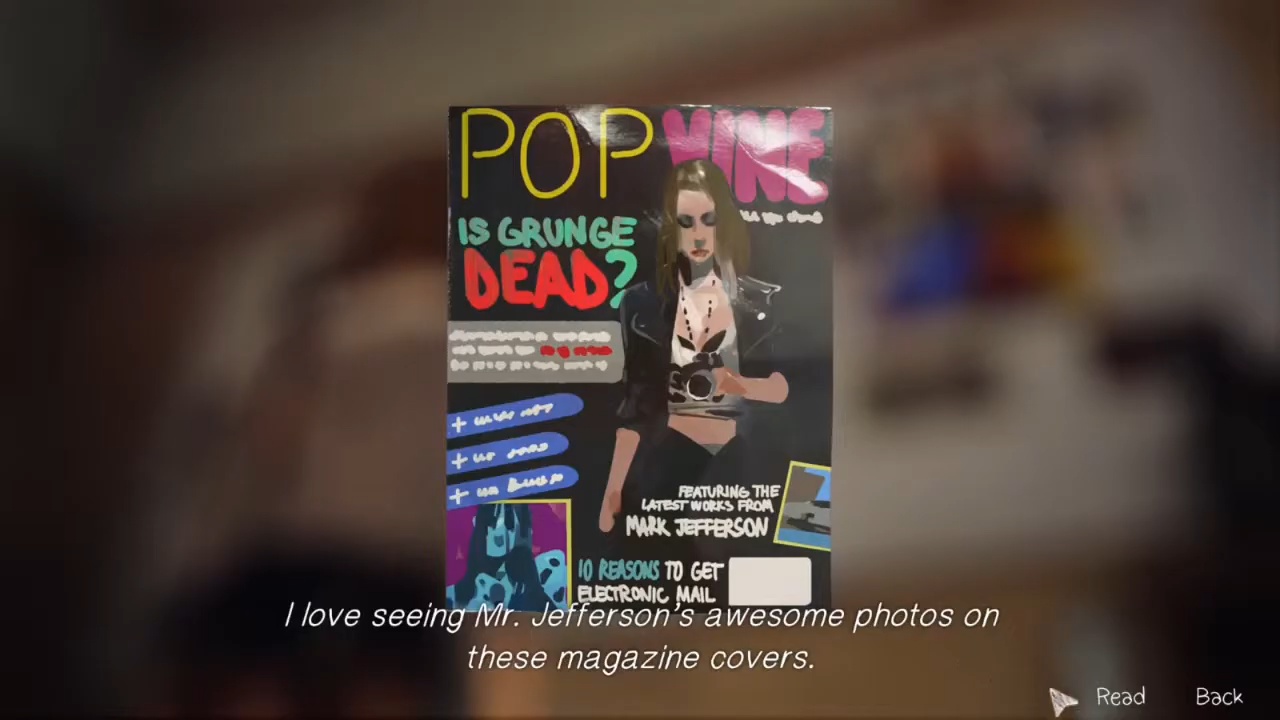 POP VINE
IS GRUNGE
DEAD?
FEATURING THE
LATEST WORKS FROM
MARK JEFFERSON
10 REASONS TO GET
ELECTRONIC MAIL
I love seeing Mr. Jefferson's awesome photos on
these magazine covers.
Read Back